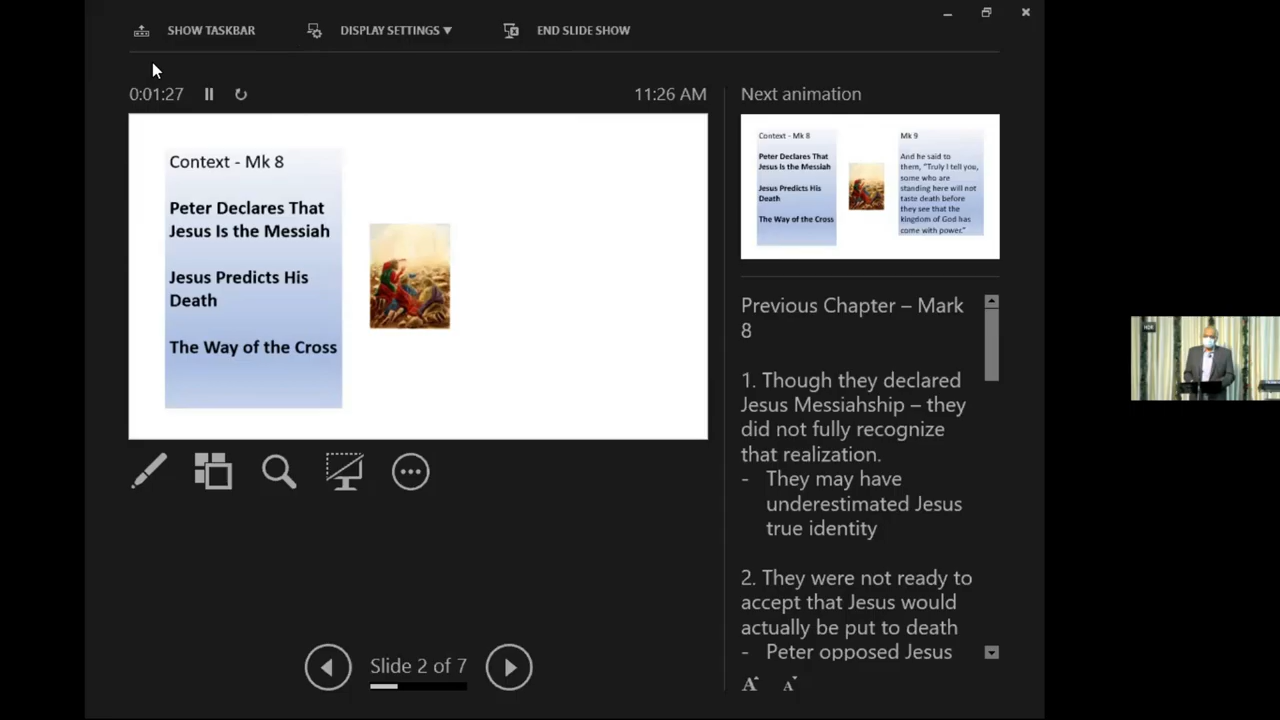 SHOW TASKBAR
DISPLAY SETTINGS
END SLIDE SHOW
0:01:27
11:26 AM
Context - Mk 8
Peter Declares That
Jesus Is the Messiah
Jesus Predicts His
Death
The Way of the Cross
Slide 2 of 7
Next animation
Context - Mk 8
Peter Declares That
Jesus Is the Messiah
Jesus Predicts His
Death
The Way of the Cross
Mk 9
And he said to
them, "Truly I tell you,
some who are
standing here will not
taste death before
they see that the
kingdom of God has
come with power."
Previous Chapter – Mark
8
1. Though they declared
Jesus Messiahship – they
did not fully recognize
that realization.
- They may have
underestimated Jesus
true identity
2. They were not ready to
accept that Jesus would
actually be put to death
- Peter opposed Jesus
A A